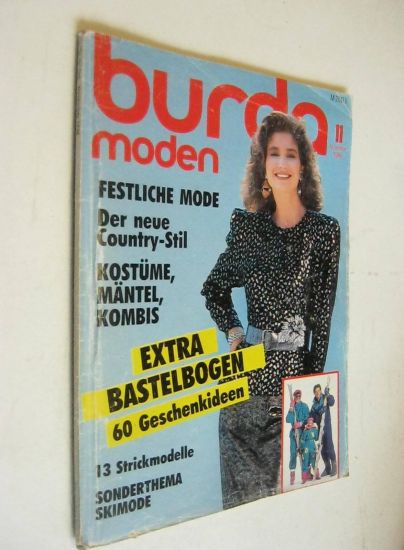 burda
moden
11
FESTLICHE MODE
Der neue
Country-Stil
KOSTÜME,
MÄNTEL,
KOMBIS
EXTRA
BASTELBOGEN
60 Geschenkideen
13 Strickmodelle
SONDERTHEMA
SKIMODE